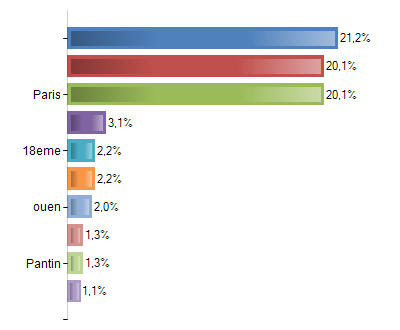 21,2%
20,1%
Paris 20,1%
3,1%
18eme 2,2%
2,2%
ouen 2,0%
1,3%
Pantin 1,3%
1,1%